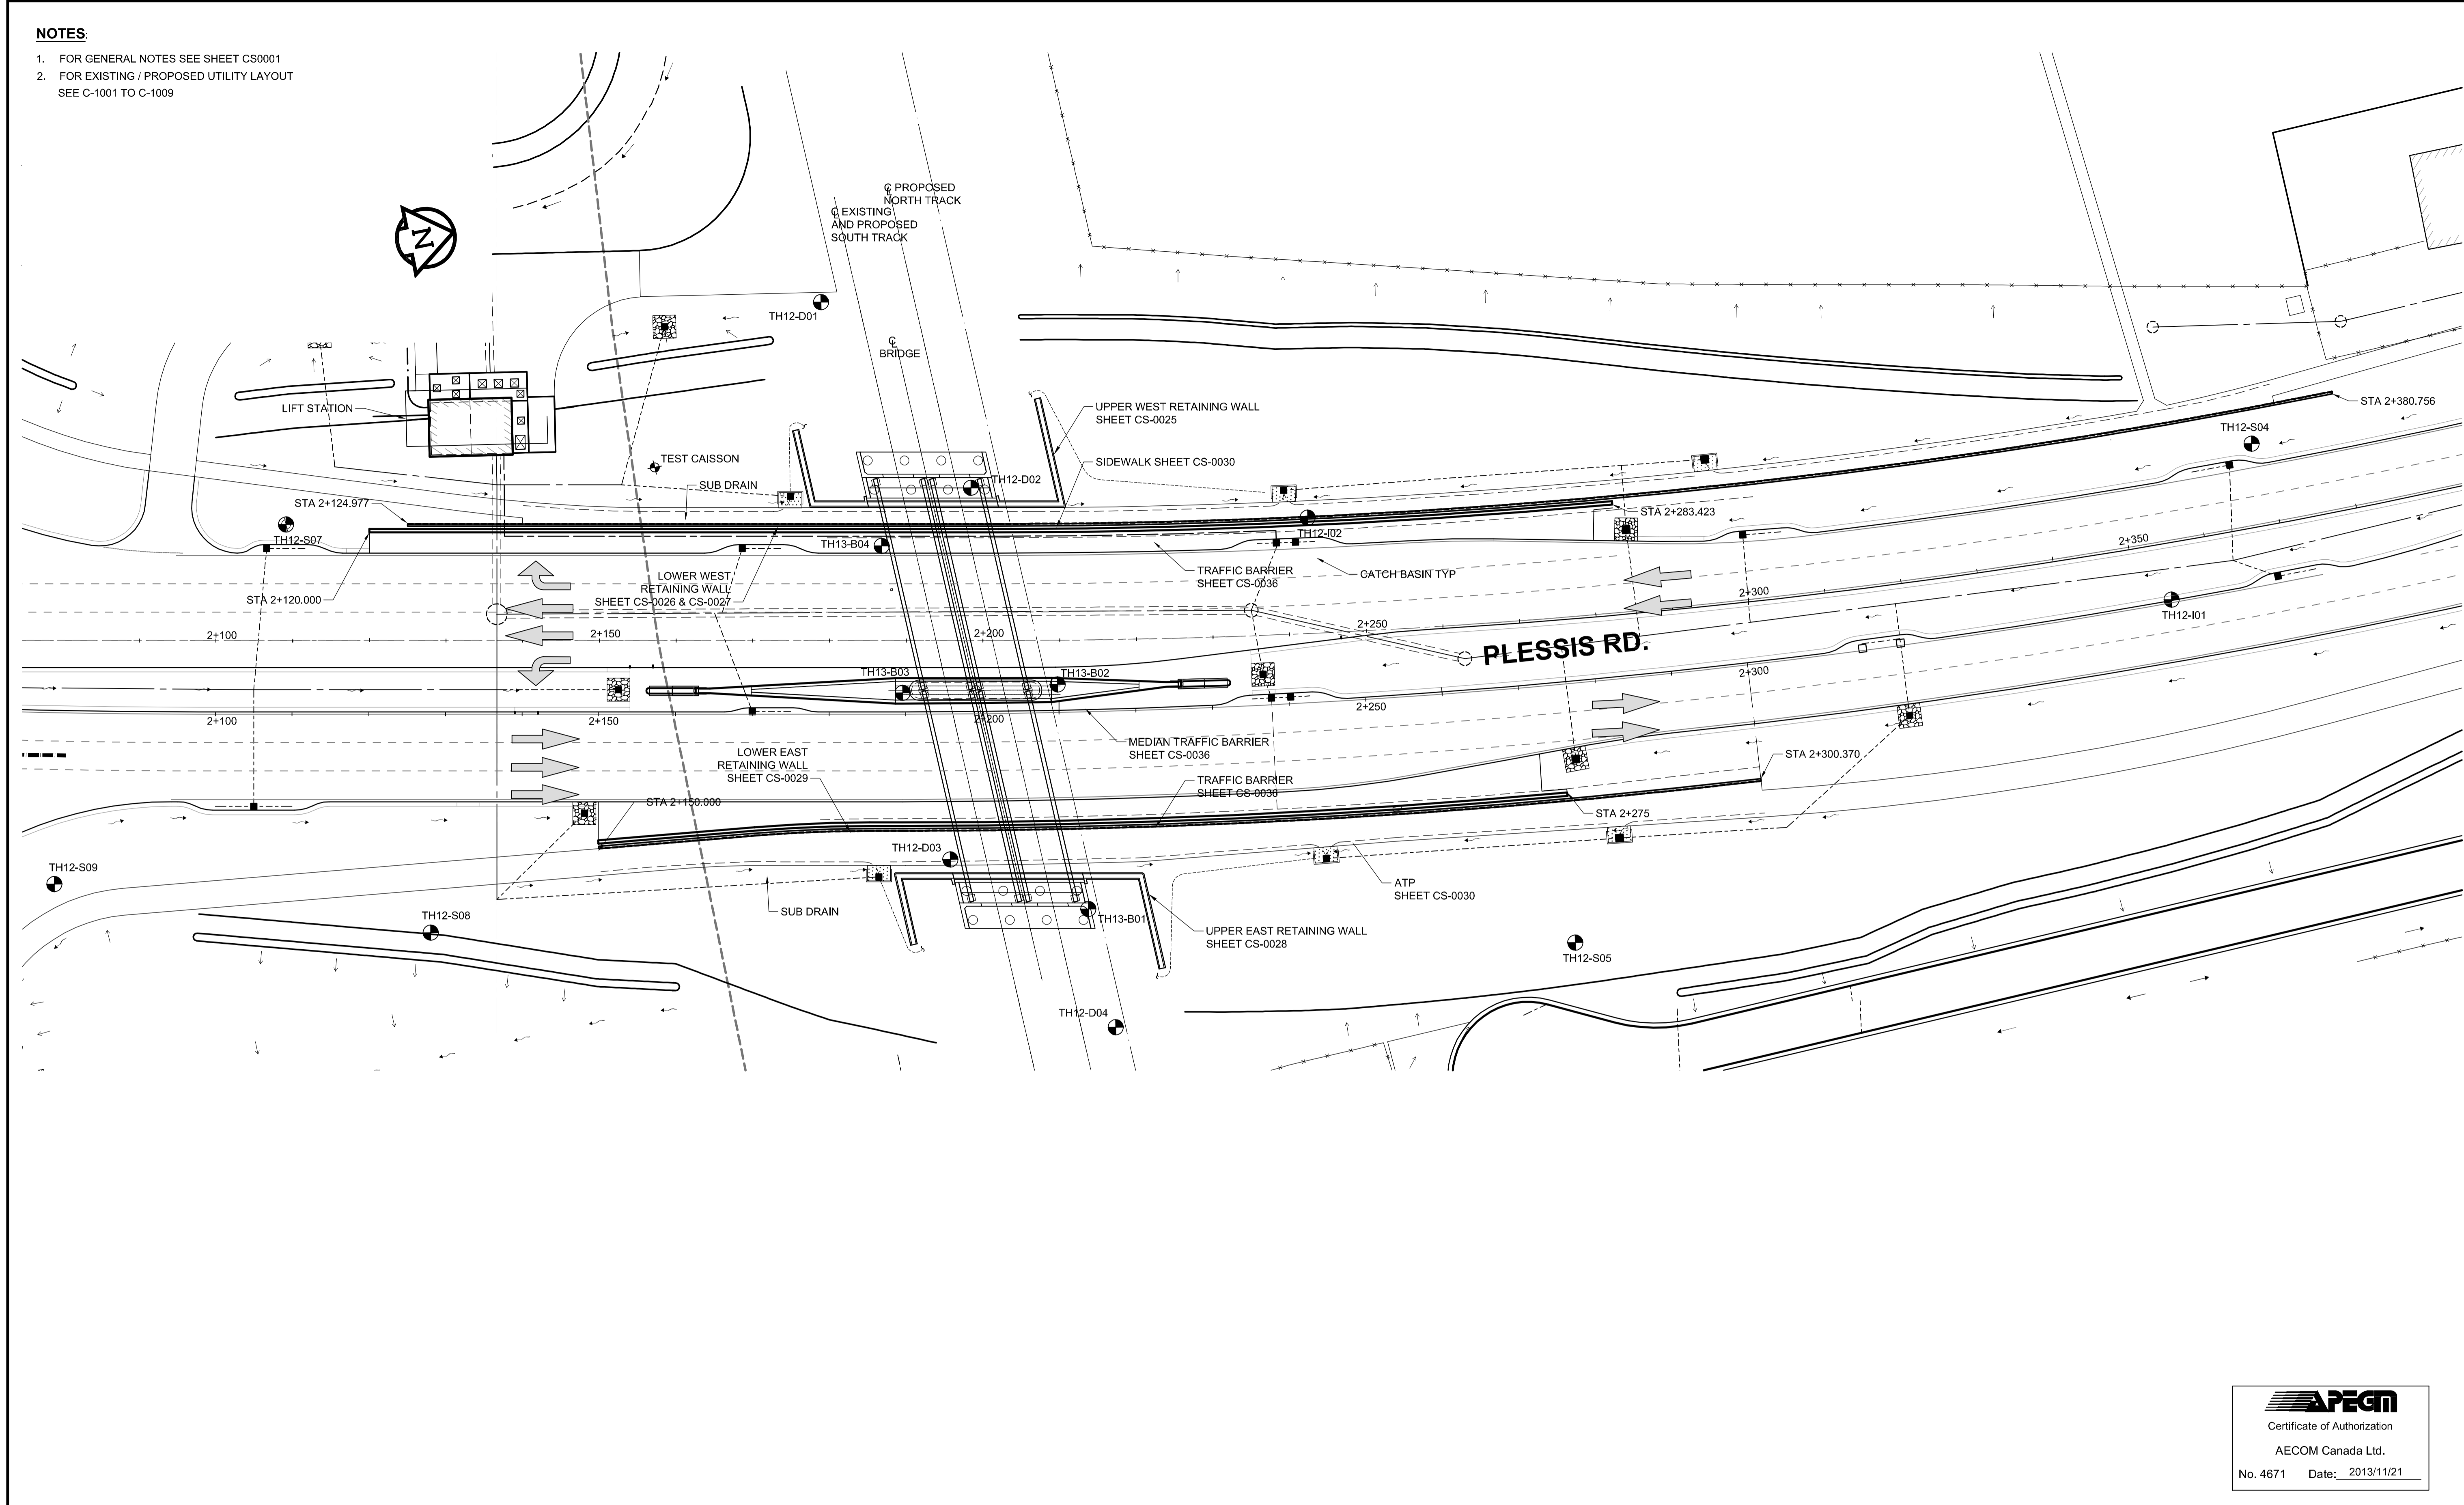 NOTES:
1. FOR GENERAL NOTES SEE SHEET CS0001
2. FOR EXISTING / PROPOSED UTILITY LAYOUT
SEE C-1001 TO C-1009
N
℄ PROPOSED
NORTH TRACK
℄ EXISTING
AND PROPOSED
SOUTH TRACK
TH12-D01
℄
BRIDGE
LIFT STATION
UPPER WEST RETAINING WALL
SHEET CS-0025
STA 2+380.756
TH12-S04
TEST CAISSON
SIDEWALK SHEET CS-0030
SUB DRAIN
TH12-D02
STA 2+124.977
STA 2+283.423
TH12-S07
TH12-I02
TH13-B04
2+350
LOWER WEST
RETAINING WALL
SHEET CS-0026 & CS-0027
TRAFFIC BARRIER
SHEET CS-0036
CATCH BASIN TYP
STA 2+120.000
2+300
TH12-I01
2+100
2+150
2+200
2+250
PLESSIS RD.
TH13-B03
TH13-B02
2+300
2+100
2+150
2+200
2+250
MEDIAN TRAFFIC BARRIER
SHEET CS-0036
LOWER EAST
RETAINING WALL
SHEET CS-0029
STA 2+300.370
TRAFFIC BARRIER
SHEET CS-0036
STA 2+150.000
STA 2+275
TH12-D03
TH12-S09
ATP
SHEET CS-0030
TH12-S08
SUB DRAIN
TH13-B01
UPPER EAST RETAINING WALL
SHEET CS-0028
TH12-S05
TH12-D04
APEGM
Certificate of Authorization
AECOM Canada Ltd.
No. 4671 Date: 2013/11/21